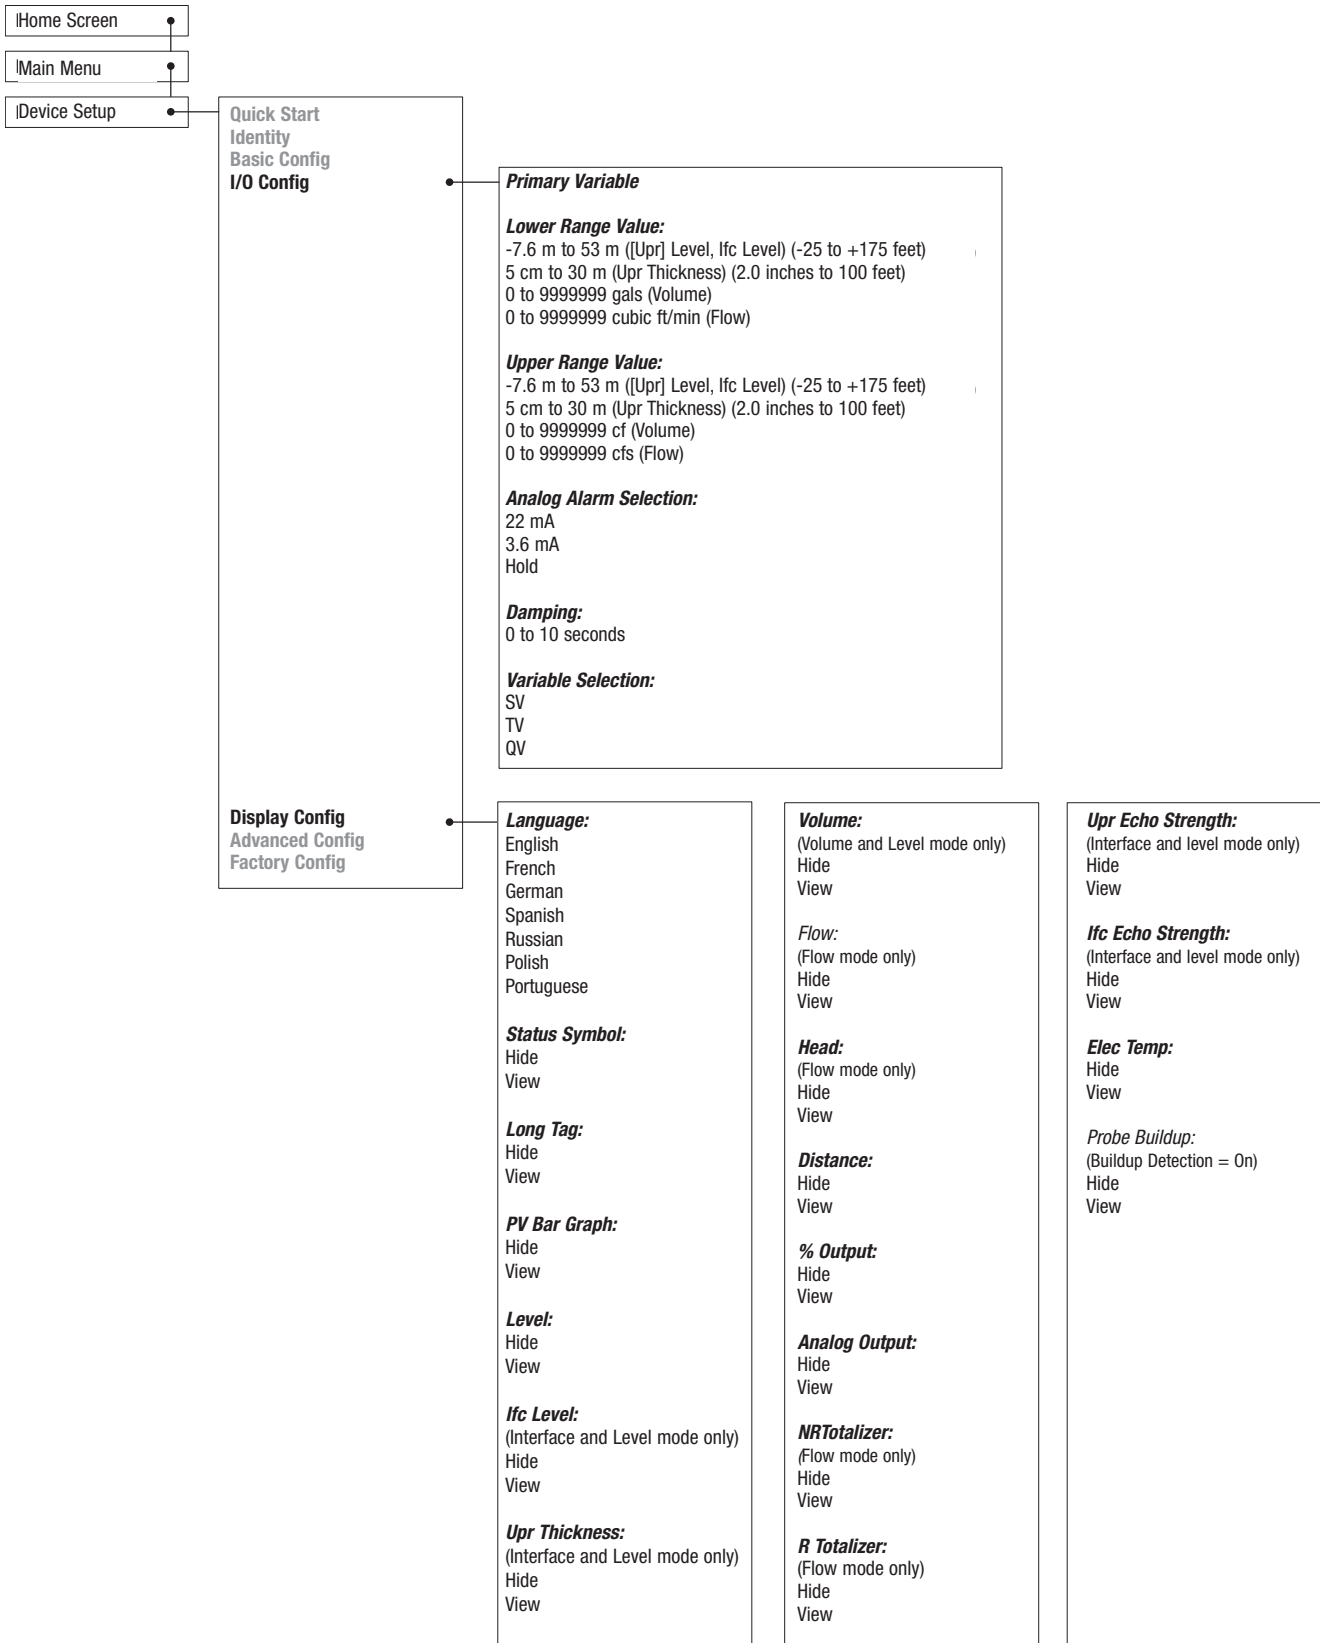 Home Screen
Main Menu
Device Setup
Quick Start
Identity
Basic Config
I/O Config
Primary Variable
Lower Range Value:
-7.6 m to 53 m ([Upr] Level, Ifc Level) (-25 to +175 feet)
5 cm to 30 m (Upr Thickness) (2.0 inches to 100 feet)
0 to 9999999 gals (Volume)
0 to 9999999 cubic ft/min (Flow)
Upper Range Value:
-7.6 m to 53 m ([Upr] Level, Ifc Level) (-25 to +175 feet)
5 cm to 30 m (Upr Thickness) (2.0 inches to 100 feet)
0 to 9999999 cf (Volume)
0 to 9999999 cfs (Flow)
Analog Alarm Selection:
22 mA
3.6 mA
Hold
Damping:
0 to 10 seconds
Variable Selection:
SV
TV
QV
Display Config
Advanced Config
Factory Config
Language:
English
French
German
Spanish
Russian
Polish
Portuguese
Status Symbol:
Hide
View
Long Tag:
Hide
View
PV Bar Graph:
Hide
View
Level:
Hide
View
Ifc Level:
(Interface and Level mode only)
Hide
View
Upr Thickness:
(Interface and Level mode only)
Hide
View
Volume:
(Volume and Level mode only)
Hide
View
Flow:
(Flow mode only)
Hide
View
Head:
(Flow mode only)
Hide
View
Distance:
Hide
View
% Output:
Hide
View
Analog Output:
Hide
View
NRTotalizer:
(Flow mode only)
Hide
View
R Totalizer:
(Flow mode only)
Hide
View
Upr Echo Strength:
(Interface and level mode only)
Hide
View
Ifc Echo Strength:
(Interface and level mode only)
Hide
View
Elec Temp:
Hide
View
Probe Buildup:
(Buildup Detection = On)
Hide
View